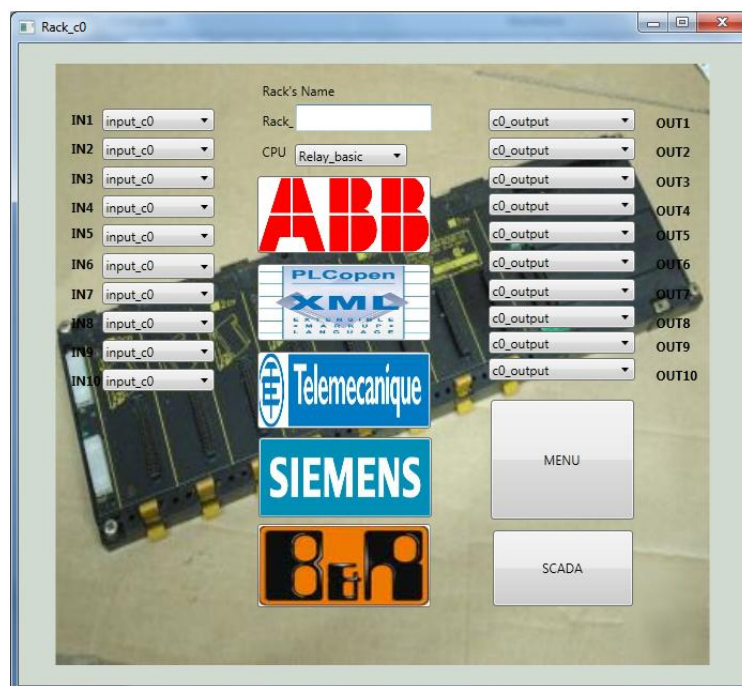 Rack_c0
Rack's Name
Rack_
CPU Relay_basic
IN1 input_c0
IN2 input_c0
IN3 input_c0
IN4 input_c0
IN5 input_c0
IN6 input_c0
IN7 input_c0
IN8 input_c0
IN9 input_c0
IN10 input_c0
ABB
PLCopen
XML
EXTENSIBLE
MARKUP
LANGUAGE
Telemecanique
SIEMENS
B&R
c0_output OUT1
c0_output OUT2
c0_output OUT3
c0_output OUT4
c0_output OUT5
c0_output OUT6
c0_output OUT7
c0_output OUT8
c0_output OUT9
c0_output OUT10
MENU
SCADA